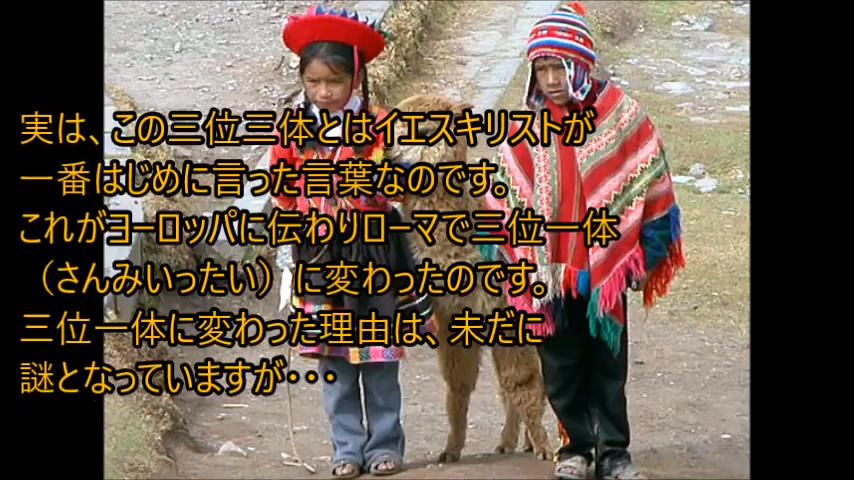 実は、この三位三体とはイエスキリストが
一番はじめに言った言葉なのです。
これがヨーロッパに伝わりローマで三位一体
（さんみいったい）に変わったのです。
三位一体に変わった理由は、未だに
謎となっていますが・・・